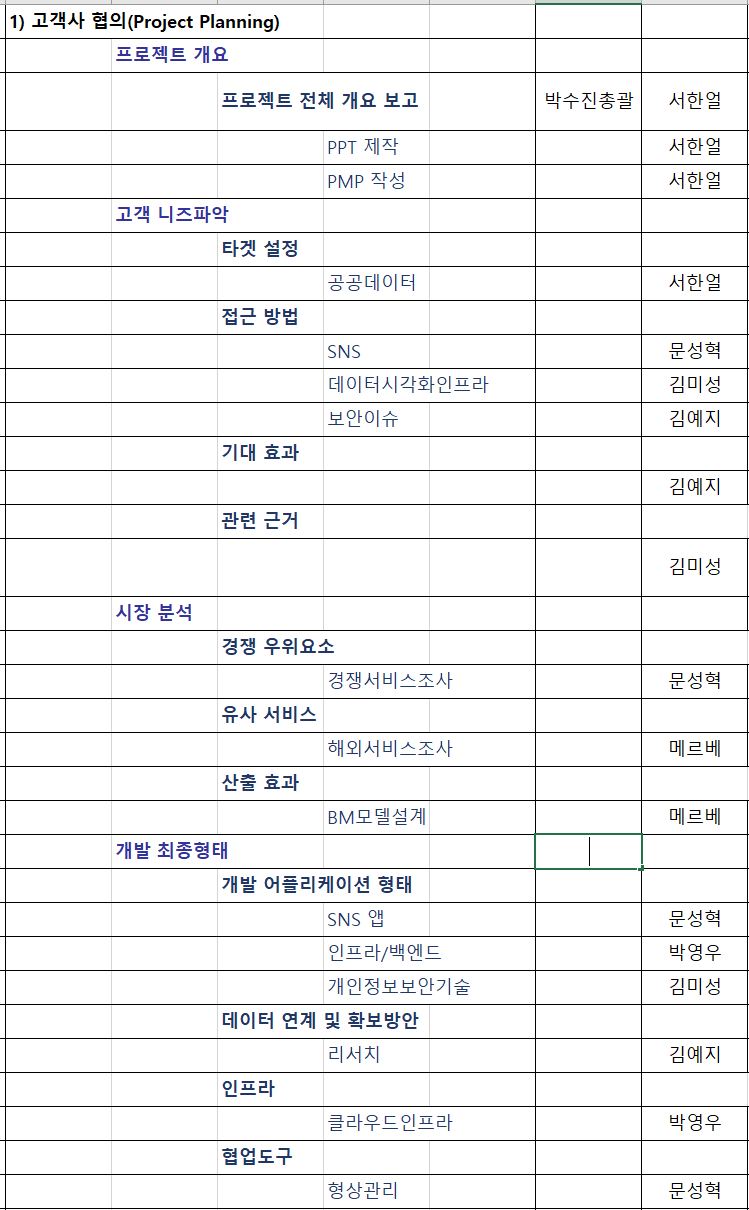 1) 고객사 협의(Project Planning)
프로젝트 개요
프로젝트 전체 개요 보고 박수진총괄 서한얼
PPT 제작 서한얼
PMP 작성 서한얼
고객 니즈파악
타겟 설정
공공데이터 서한얼
접근 방법
SNS 문성혁
데이터시각화인프라 김미성
보안이슈 김예지
기대 효과
김예지
관련 근거
김미성
시장 분석
경쟁 우위요소
경쟁서비스조사 문성혁
유사 서비스
해외서비스조사 메르베
산출 효과
BM모델설계 메르베
개발 최종형태
개발 어플리케이션 형태
SNS 앱 문성혁
인프라/백엔드 박영우
개인정보보안기술 김미성
데이터 연계 및 확보방안
리서치 김예지
인프라
클라우드인프라 박영우
협업도구
형상관리 문성혁